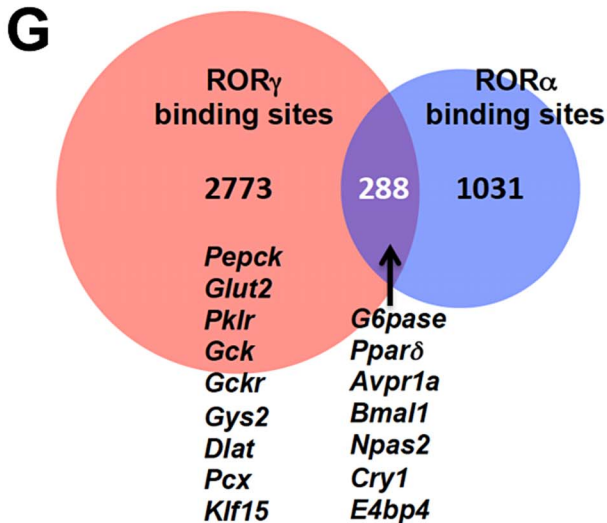 G
RORγ
binding sites
RORα
binding sites
2773
288
1031
Pepck
Glut2
Pklr
Gck
Gckr
Gys2
Dlat
Pcx
Klf15
G6pase
Pparδ
Avpr1a
Bmal1
Npas2
Cry1
E4bp4